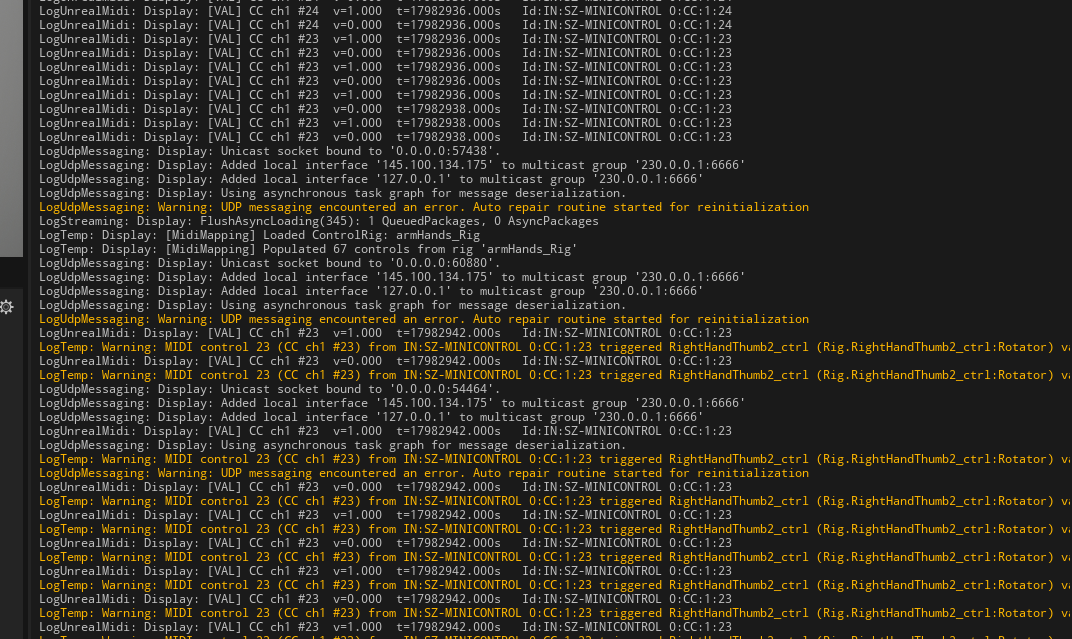 LogUnrealMidi: Display: [VAL] CC ch1 #24  v=1.000  t=17982936.000s   Id:IN:SZ-MINICONTROL 0:CC:1:24
LogUnrealMidi: Display: [VAL] CC ch1 #24  v=0.000  t=17982936.000s   Id:IN:SZ-MINICONTROL 0:CC:1:24
LogUnrealMidi: Display: [VAL] CC ch1 #23  v=1.000  t=17982936.000s   Id:IN:SZ-MINICONTROL 0:CC:1:23
LogUnrealMidi: Display: [VAL] CC ch1 #23  v=0.000  t=17982936.000s   Id:IN:SZ-MINICONTROL 0:CC:1:23
LogUnrealMidi: Display: [VAL] CC ch1 #23  v=1.000  t=17982936.000s   Id:IN:SZ-MINICONTROL 0:CC:1:23
LogUnrealMidi: Display: [VAL] CC ch1 #23  v=0.000  t=17982936.000s   Id:IN:SZ-MINICONTROL 0:CC:1:23
LogUnrealMidi: Display: [VAL] CC ch1 #23  v=1.000  t=17982936.000s   Id:IN:SZ-MINICONTROL 0:CC:1:23
LogUnrealMidi: Display: [VAL] CC ch1 #23  v=0.000  t=17982938.000s   Id:IN:SZ-MINICONTROL 0:CC:1:23
LogUnrealMidi: Display: [VAL] CC ch1 #23  v=1.000  t=17982938.000s   Id:IN:SZ-MINICONTROL 0:CC:1:23
LogUnrealMidi: Display: [VAL] CC ch1 #23  v=0.000  t=17982938.000s   Id:IN:SZ-MINICONTROL 0:CC:1:23
LogUdpMessaging: Display: Unicast socket bound to '0.0.0.0:57438'.
LogUdpMessaging: Display: Added local interface '145.100.134.175' to multicast group '230.0.0.1:6666'
LogUdpMessaging: Display: Added local interface '127.0.0.1' to multicast group '230.0.0.1:6666'
LogUdpMessaging: Display: Using asynchronous task graph for message deserialization.
LogUdpMessaging: Warning: UDP messaging encountered an error. Auto repair routine started for reinitialization
LogStreaming: Display: FlushAsyncLoading(345): 1 QueuedPackages, 0 AsyncPackages
LogTemp: Display: [MidiMapping] Loaded ControlRig: armHands_Rig
LogTemp: Display: [MidiMapping] Populated 67 controls from rig 'armHands_Rig'
LogUdpMessaging: Display: Unicast socket bound to '0.0.0.0:60880'.
LogUdpMessaging: Display: Added local interface '145.100.134.175' to multicast group '230.0.0.1:6666'
LogUdpMessaging: Display: Added local interface '127.0.0.1' to multicast group '230.0.0.1:6666'
LogUdpMessaging: Display: Using asynchronous task graph for message deserialization.
LogUdpMessaging: Warning: UDP messaging encountered an error. Auto repair routine started for reinitialization
LogUnrealMidi: Display: [VAL] CC ch1 #23  v=1.000  t=17982942.000s   Id:IN:SZ-MINICONTROL 0:CC:1:23
LogTemp: Warning: MIDI control 23 (CC ch1 #23) from IN:SZ-MINICONTROL 0:CC:1:23 triggered RightHandThumb2_ctrl (Rig.RightHandThumb2_ctrl:Rotator)
LogUnrealMidi: Display: [VAL] CC ch1 #23  v=0.000  t=17982942.000s   Id:IN:SZ-MINICONTROL 0:CC:1:23
LogTemp: Warning: MIDI control 23 (CC ch1 #23) from IN:SZ-MINICONTROL 0:CC:1:23 triggered RightHandThumb2_ctrl (Rig.RightHandThumb2_ctrl:Rotator)
LogUdpMessaging: Display: Unicast socket bound to '0.0.0.0:54464'.
LogUdpMessaging: Display: Added local interface '145.100.134.175' to multicast group '230.0.0.1:6666'
LogUdpMessaging: Display: Added local interface '127.0.0.1' to multicast group '230.0.0.1:6666'
LogUnrealMidi: Display: [VAL] CC ch1 #23  v=1.000  t=17982942.000s   Id:IN:SZ-MINICONTROL 0:CC:1:23
LogUdpMessaging: Display: Using asynchronous task graph for message deserialization.
LogTemp: Warning: MIDI control 23 (CC ch1 #23) from IN:SZ-MINICONTROL 0:CC:1:23 triggered RightHandThumb2_ctrl (Rig.RightHandThumb2_ctrl:Rotator)
LogUdpMessaging: Warning: UDP messaging encountered an error. Auto repair routine started for reinitialization
LogUnrealMidi: Display: [VAL] CC ch1 #23  v=0.000  t=17982942.000s   Id:IN:SZ-MINICONTROL 0:CC:1:23
LogTemp: Warning: MIDI control 23 (CC ch1 #23) from IN:SZ-MINICONTROL 0:CC:1:23 triggered RightHandThumb2_ctrl (Rig.RightHandThumb2_ctrl:Rotator)
LogUnrealMidi: Display: [VAL] CC ch1 #23  v=1.000  t=17982942.000s   Id:IN:SZ-MINICONTROL 0:CC:1:23
LogTemp: Warning: MIDI control 23 (CC ch1 #23) from IN:SZ-MINICONTROL 0:CC:1:23 triggered RightHandThumb2_ctrl (Rig.RightHandThumb2_ctrl:Rotator)
LogUnrealMidi: Display: [VAL] CC ch1 #23  v=0.000  t=17982942.000s   Id:IN:SZ-MINICONTROL 0:CC:1:23
LogTemp: Warning: MIDI control 23 (CC ch1 #23) from IN:SZ-MINICONTROL 0:CC:1:23 triggered RightHandThumb2_ctrl (Rig.RightHandThumb2_ctrl:Rotator)
LogUnrealMidi: Display: [VAL] CC ch1 #23  v=1.000  t=17982942.000s   Id:IN:SZ-MINICONTROL 0:CC:1:23
LogTemp: Warning: MIDI control 23 (CC ch1 #23) from IN:SZ-MINICONTROL 0:CC:1:23 triggered RightHandThumb2_ctrl (Rig.RightHandThumb2_ctrl:Rotator)
LogUnrealMidi: Display: [VAL] CC ch1 #23  v=0.000  t=17982942.000s   Id:IN:SZ-MINICONTROL 0:CC:1:23
LogTemp: Warning: MIDI control 23 (CC ch1 #23) from IN:SZ-MINICONTROL 0:CC:1:23 triggered RightHandThumb2_ctrl (Rig.RightHandThumb2_ctrl:Rotator)
LogUnrealMidi: Display: [VAL] CC ch1 #23  v=1.000  t=17982942.000s   Id:IN:SZ-MINICONTROL 0:CC:1:23